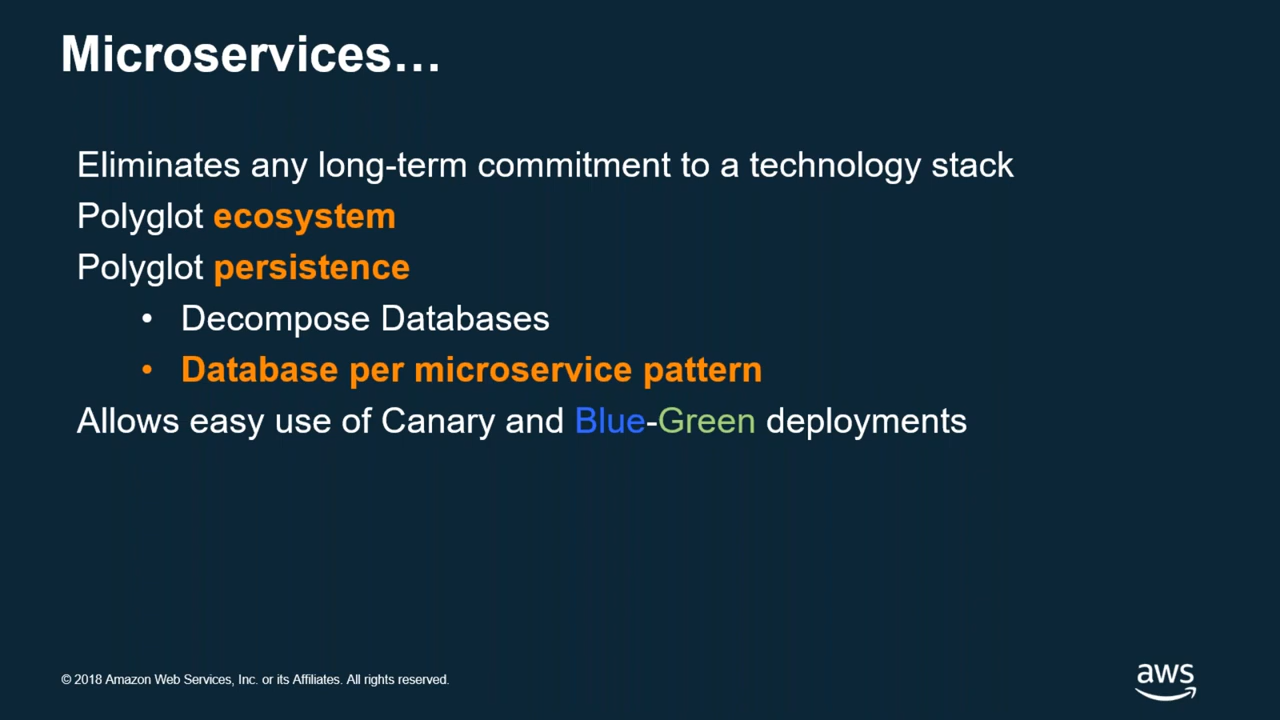 Microservices…
Eliminates any long-term commitment to a technology stack
Polyglot ecosystem
Polyglot persistence
• Decompose Databases
• Database per microservice pattern
Allows easy use of Canary and Blue-Green deployments
© 2018 Amazon Web Services, Inc. or its Affiliates. All rights reserved.
aws